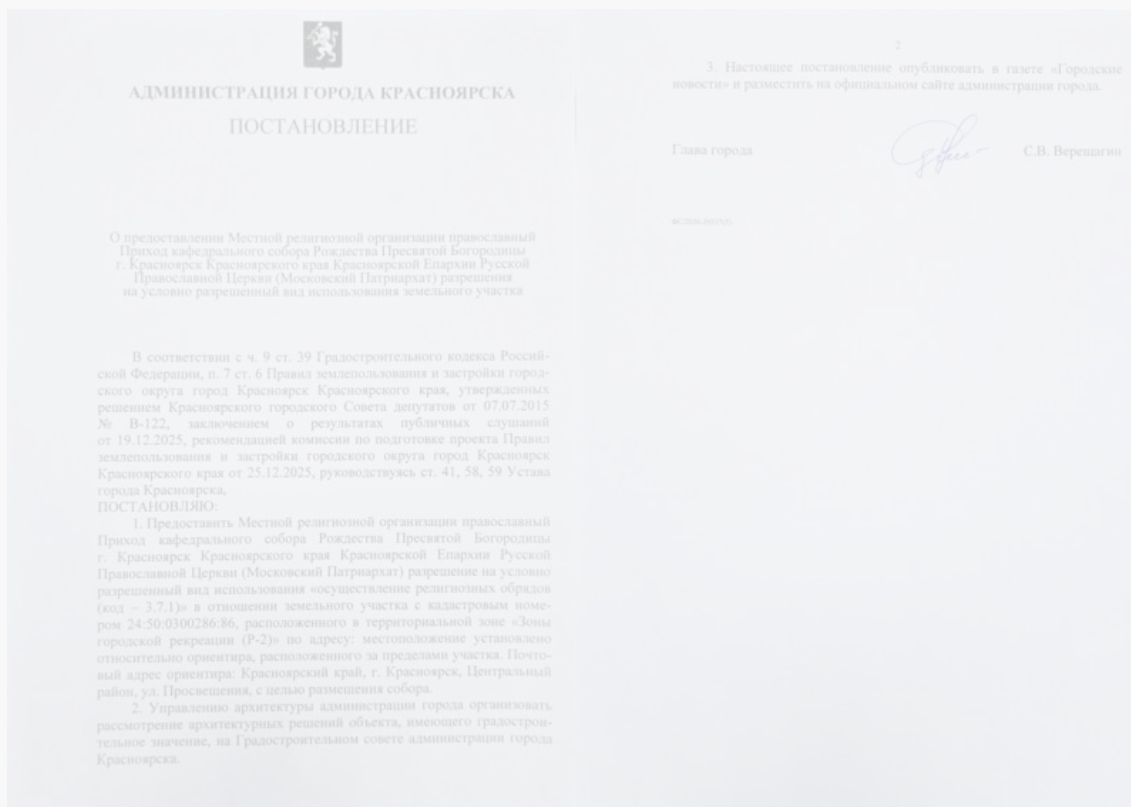 АДМИНИСТРАЦИЯ ГОРОДА КРАСНОЯРСКА
ПОСТАНОВЛЕНИЕ
О предоставлении Местной религиозной организации православный
Приход кафедрального собора Рождества Пресвятой Богородицы
г. Красноярск Красноярского края Красноярской Епархии Русской
Православной Церкви (Московский Патриархат) разрешения
на условно разрешенный вид использования земельного участка
В соответствии с ч. 9 ст. 39 Градостроительного кодекса Россий-
ской Федерации, п. 7 ст. 6 Правил землепользования и застройки город-
ского округа город Красноярск Красноярского края, утвержденных
решением Красноярского городского Совета депутатов от 07.07.2015
№ В-122, заключением о результатах публичных слушаний
от 19.12.2025, рекомендацией комиссии по подготовке проекта Правил
землепользования и застройки городского округа город Красноярск
Красноярского края от 25.12.2025, руководствуясь ст. 41, 58, 59 Устава
города Красноярска,
ПОСТАНОВЛЯЮ:
1. Предоставить Местной религиозной организации православный
Приход кафедрального собора Рождества Пресвятой Богородицы
г. Красноярск Красноярского края Красноярской Епархии Русской
Православной Церкви (Московский Патриархат) разрешение на условно
разрешенный вид использования «осуществление религиозных обрядов
(код – 3.7.1)» в отношении земельного участка с кадастровым номе-
ром 24:50:0300286:86, расположенного в территориальной зоне «Зоны
городской рекреации (Р-2)» по адресу: местоположение установлено
относительно ориентира, расположенного за пределами участка. Почто-
вый адрес ориентира: Красноярский край, г. Красноярск, Центральный
район, ул. Просвещения, с целью размещения собора.
2. Управлению архитектуры администрации города организовать
рассмотрение архитектурных решений объекта, имеющего градострои-
тельное значение, на Градостроительном совете администрации города
Красноярска.
2
3. Настоящее постановление опубликовать в газете «Городские
новости» и разместить на официальном сайте администрации города.
Глава города
С.В. Верещагин